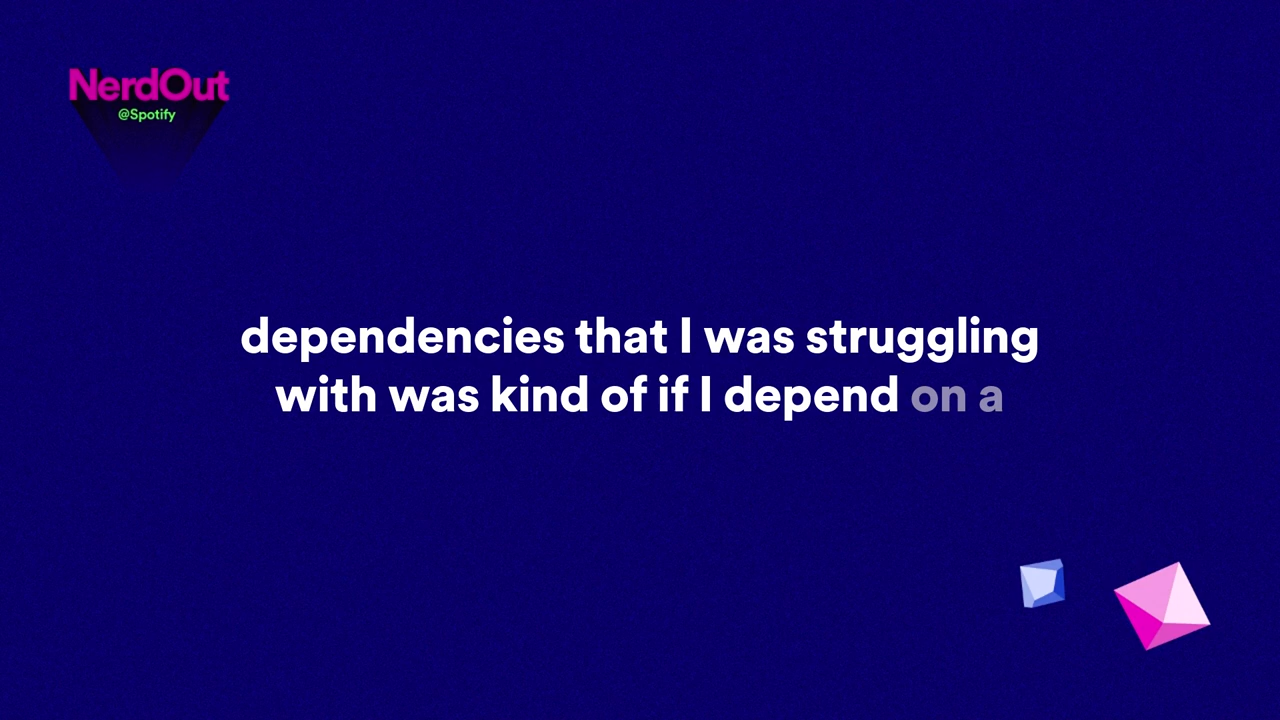 NerdOut
@Spotify
dependencies that I was struggling
with was kind of if I depend on a